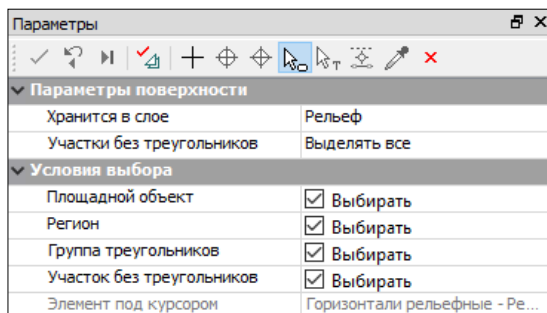 Параметры
Параметры поверхности
Хранится в слое Рельеф
Участки без треугольников Выделять все
Условия выбора
Площадной объект Выбирать
Регион Выбирать
Группа треугольников Выбирать
Участок без треугольников Выбирать
Элемент под курсором Горизонтали рельефные - Ре...